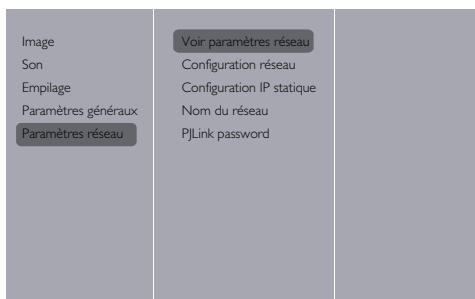 Image
Son
Empilage
Paramètres généraux
Paramètres réseau
Voir paramètres réseau
Configuration réseau
Configuration IP statique
Nom du réseau
PJLink password